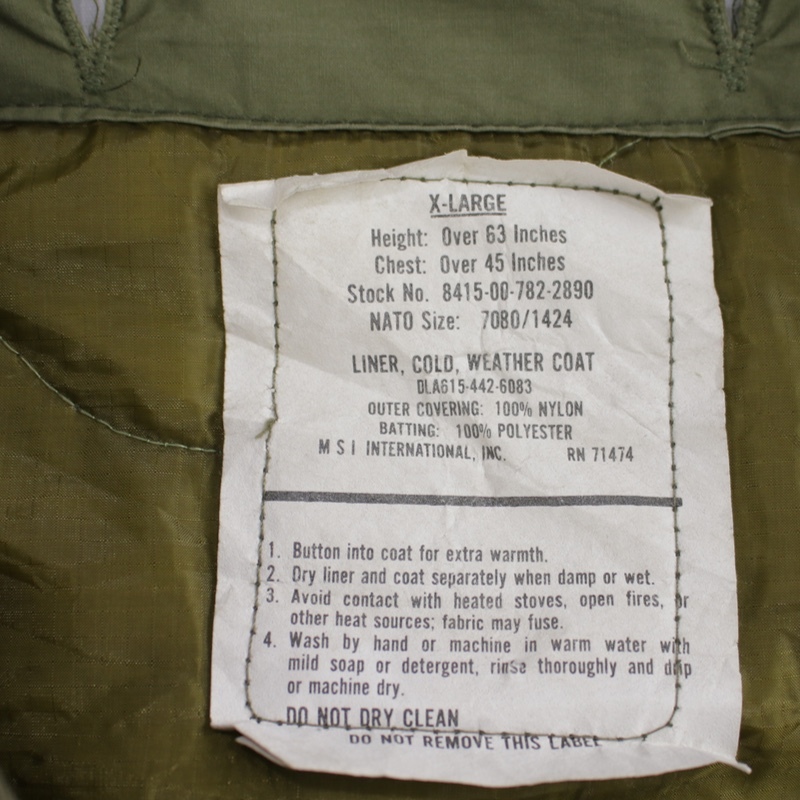 X-LARGE
Height: Over 63 Inches
Chest: Over 45 Inches
Stock No. 8415-00-782-2890
NATO Size: 7080/1424
LINER, COLD, WEATHER COAT
DLA615-442-6083
OUTER COVERING: 100% NYLON
BATTING: 100% POLYESTER
M S I INTERNATIONAL, INC. RN 71474
1. Button into coat for extra warmth.
2. Dry liner and coat separately when damp or wet.
3. Avoid contact with heated stoves, open fires, or
other heat sources; fabric may fuse.
4. Wash by hand or machine in warm water with
mild soap or detergent, rinse thoroughly and drip
or machine dry.
DO NOT DRY CLEAN
DO NOT REMOVE THIS LABEL